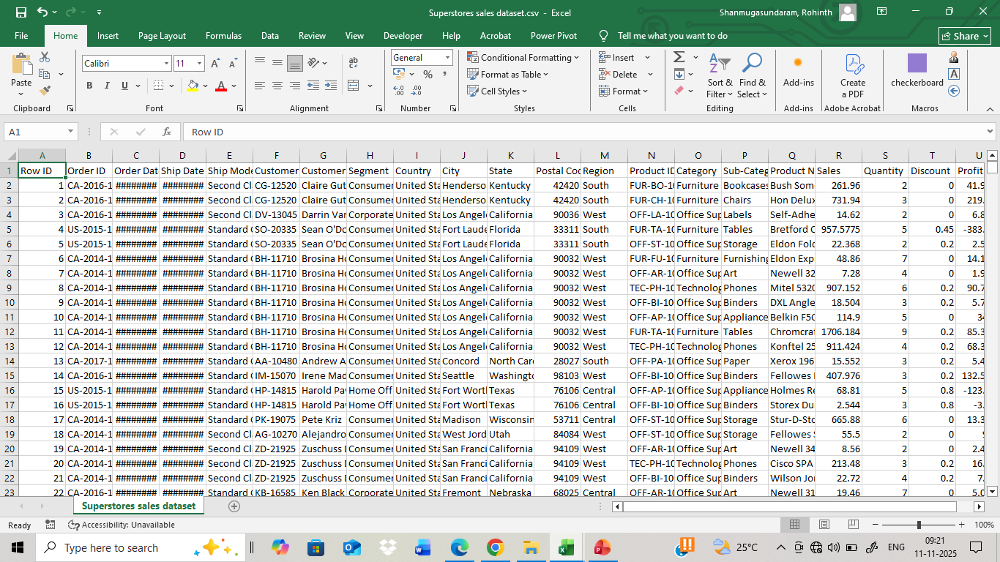 Superstores sales dataset.csv - Excel
Shanmugasundaram, Rohinth
File Home Insert Page Layout Formulas Data Review View Developer Help Acrobat Power Pivot Tell me what you want to do Share
Calibri 11 General Conditional Formatting Insert
Format as Table Delete
Cell Styles Format
Paste Sort & Filter Find & Select Add-ins Create a PDF checkerboard
Clipboard Font Alignment Number Styles Cells Editing Add-ins Adobe Acrobat Macros
A1 fx Row ID
A B C D E F G H I J K L M N O P Q R S T U
1 Row ID Order ID Order Dat Ship Date Ship Mode Customer Customer Segment Country City State Postal Coc Region Product ID Category Sub-Categ Product N Sales Quantity Discount Profit
2 1 CA-2016-1 ######## ######## Second Cl CG-12520 Claire Gut Consumer United Sta Henderso Kentucky 42420 South FUR-BO-10 Furniture Bookcases Bush Som 261.96 2 0 41.9
3 2 CA-2016-1 ######## ######## Second Cl CG-12520 Claire Gut Consumer United Sta Henderso Kentucky 42420 South FUR-CH-10 Furniture Chairs Hon Delux 731.94 3 0 219.
4 3 CA-2016-1 ######## ######## Second Cl DV-13045 Darrin Van Corporate United Sta Los Angel California 90036 West OFF-LA-10 Office Sup Labels Self-Adhe 14.62 2 0 6.8
5 4 US-2015-1 ######## ######## Standard C SO-20335 Sean O'Do Consumer United Sta Fort Laude Florida 33311 South FUR-TA-10 Furniture Tables Bretford C 957.5775 5 0.45 -383.
6 5 US-2015-1 ######## ######## Standard C SO-20335 Sean O'Do Consumer United Sta Fort Laude Florida 33311 South OFF-ST-10 Office Sup Storage Eldon Fold 22.368 2 0.2 2.5
7 6 CA-2014-1 ######## ######## Standard C BH-11710 Brosina Ho Consumer United Sta Los Angel California 90032 West FUR-FU-10 Furniture Furnishing Eldon Exp 48.86 7 0 14.1
8 7 CA-2014-1 ######## ######## Standard C BH-11710 Brosina Ho Consumer United Sta Los Angel California 90032 West OFF-AR-10 Office Sup Art Newell 32 7.28 4 0 1.9
9 8 CA-2014-1 ######## ######## Standard C BH-11710 Brosina Ho Consumer United Sta Los Angel California 90032 West TEC-PH-10 Technolog Phones Mitel 5320 907.152 6 0.2 90.7
10 9 CA-2014-1 ######## ######## Standard C BH-11710 Brosina Ho Consumer United Sta Los Angel California 90032 West OFF-BI-10 Office Sup Binders DXL Angle 18.504 3 0.2 5.7
11 10 CA-2014-1 ######## ######## Standard C BH-11710 Brosina Ho Consumer United Sta Los Angel California 90032 West OFF-AP-10 Office Sup Appliance Belkin F5C 114.9 5 0 34
12 11 CA-2014-1 ######## ######## Standard C BH-11710 Brosina Ho Consumer United Sta Los Angel California 90032 West FUR-TA-10 Furniture Tables Chromcraf 1706.184 9 0.2 85.3
13 12 CA-2014-1 ######## ######## Standard C BH-11710 Brosina Ho Consumer United Sta Los Angel California 90032 West TEC-PH-10 Technolog Phones Konftel 25 911.424 4 0.2 68.3
14 13 CA-2017-1 ######## ######## Standard C AA-10480 Andrew A Consumer United Sta Concord North Car 28027 South OFF-PA-10 Office Sup Paper Xerox 196 15.552 3 0.2 5.4
15 14 CA-2016-1 ######## ######## Standard C IM-15070 Irene Mad Consumer United Sta Seattle Washingt 98103 West OFF-BI-10 Office Sup Binders Fellowes 407.976 3 0.2 132.5
16 15 US-2015-1 ######## ######## Standard C HP-14815 Harold Pav Home Off United Sta Fort Wort Texas 76106 Central OFF-AP-10 Office Sup Appliance Holmes Re 68.81 5 0.8 -123.
17 16 US-2015-1 ######## ######## Standard C HP-14815 Harold Pav Home Off United Sta Fort Wort Texas 76106 Central OFF-BI-10 Office Sup Binders Storex Du 2.544 3 0.8 -3.
18 17 CA-2014-1 ######## ######## Standard C PK-19075 Pete Kriz Consumer United Sta Madison Wisconsin 53711 Central OFF-ST-10 Office Sup Storage Stur-D-Sto 665.88 6 0 13.3
19 18 CA-2014-1 ######## ######## Second Cl AG-10270 Alejandro Consumer United Sta West Jord Utah 84084 West OFF-ST-10 Office Sup Storage Fellowes 55.5 2 0
20 19 CA-2014-1 ######## ######## Second Cl ZD-21925 Zuschuss Consumer United Sta San Franci California 94109 West OFF-AR-10 Office Sup Art Newell 34 8.56 2 0 2.4
21 20 CA-2014-1 ######## ######## Second Cl ZD-21925 Zuschuss Consumer United Sta San Franci California 94109 West TEC-PH-10 Technolog Phones Cisco SPA 213.48 3 0.2 16.
22 21 CA-2014-1 ######## ######## Second Cl ZD-21925 Zuschuss Consumer United Sta San Franci California 94109 West OFF-BI-10 Office Sup Binders Wilson Jo 22.72 4 0.2 7.
23 22 CA-2016-1 ######## ######## Standard C KB-16585 Ken Black Corporate United Sta Fremont Nebraska 68025 Central OFF-AR-10 Office Sup Art Newell 31 19.46 7 0 5.0
Superstores sales dataset
Ready Accessibility: Unavailable 100%
Type here to search 25°C ENG 09:21
11-11-2025